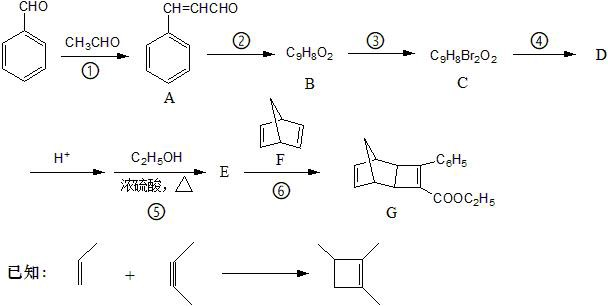 CHO
CH₃CHO
①
CH=CHCHO
A
②
C₉H₈O₂
B
③
C₉H₈Br₂O₂
C
④
D
H⁺
C₂H₅OH
浓硫酸，△
⑤
E
F
⑥
C₆H₅
COOC₂H₅
G
已知：
+